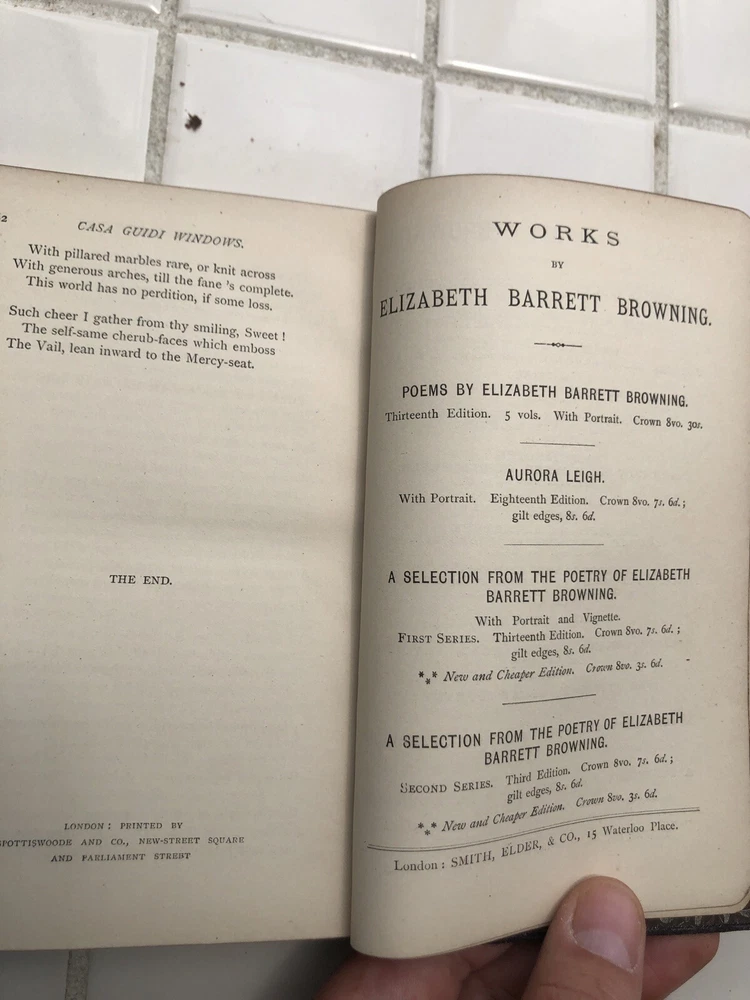 2
CASA GUIDI WINDOWS.
With pillared marbles rare, or knit across
With generous arches, till the fane 's complete.
This world has no perdition, if some loss.
Such cheer I gather from thy smiling, Sweet !
The self-same cherub-faces which emboss
The Vail, lean inward to the Mercy-seat.
THE END.
LONDON : PRINTED BY
SPOTTISWOODE AND CO., NEW-STREET SQUARE
AND PARLIAMENT STREET
WORKS
BY
ELIZABETH BARRETT BROWNING.
POEMS BY ELIZABETH BARRETT BROWNING.
Thirteenth Edition. 5 vols. With Portrait. Crown 8vo. 30s.
AURORA LEIGH.
With Portrait. Eighteenth Edition. Crown 8vo. 7s. 6d. ;
gilt edges, 8s. 6d.
A SELECTION FROM THE POETRY OF ELIZABETH
BARRETT BROWNING.
With Portrait and Vignette.
FIRST SERIES. Thirteenth Edition. Crown 8vo. 7s. 6d. ;
gilt edges, 8s. 6d.
*** New and Cheaper Edition. Crown 8vo. 3s. 6d.
A SELECTION FROM THE POETRY OF ELIZABETH
BARRETT BROWNING.
SECOND SERIES. Third Edition. Crown 8vo. 7s. 6d. ;
gilt edges, 8s. 6d.
*** New and Cheaper Edition. Crown 8vo. 3s. 6d.
London : SMITH, ELDER, & CO., 15 Waterloo Place.